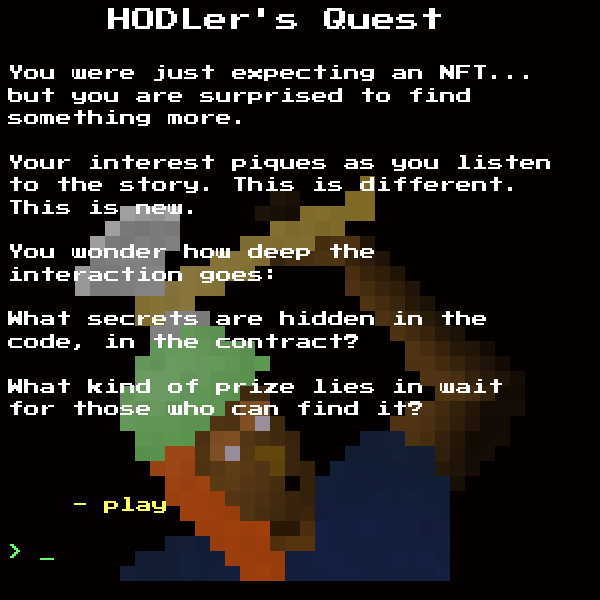 HODLer's Quest
You were just expecting an NFT...
but you are surprised to find
something more.
Your interest piques as you listen
to the story. This is different.
This is new.
You wonder how deep the
interaction goes:
What secrets are hidden in the
code, in the contract?
What kind of prize lies in wait
for those who can find it?
- play
> _